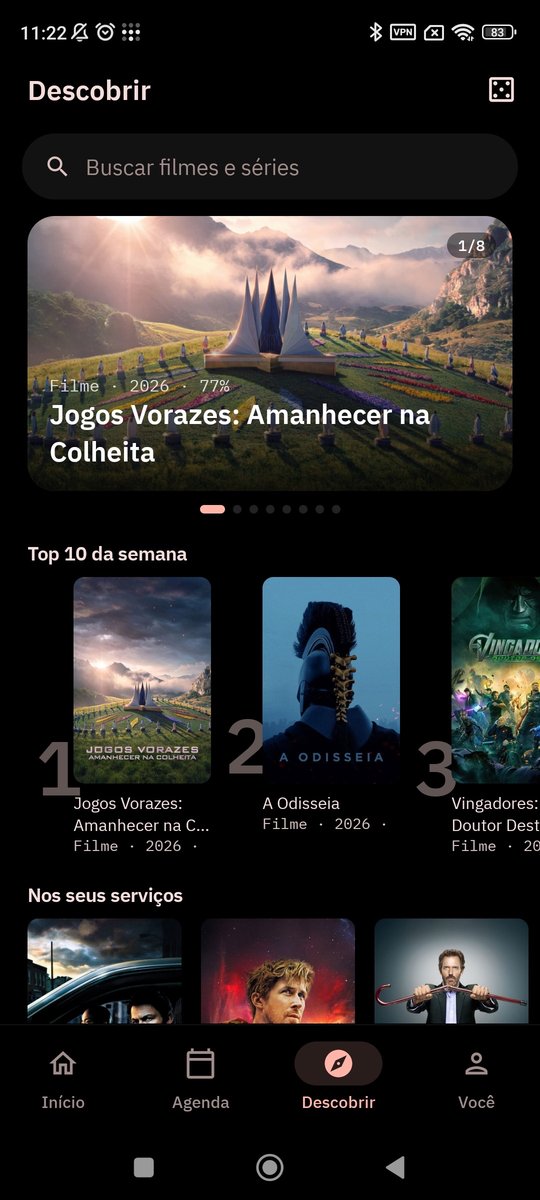 11:22
VPN
83
Descobrir
Buscar filmes e séries
1/8
Filme · 2026 · 77%
Jogos Vorazes: Amanhecer na
Colheita
Top 10 da semana
JOGOS VORAZES
AMANHECER NA COLHEITA
A ODISSEIA
VINGADO
1
2
3
Jogos Vorazes:
Amanhecer na C...
Filme · 2026 ·
A Odisseia
Filme · 2026 ·
Vingadores:
Doutor Dest
Filme · 20
Nos seus serviços
Início
Agenda
Descobrir
Você